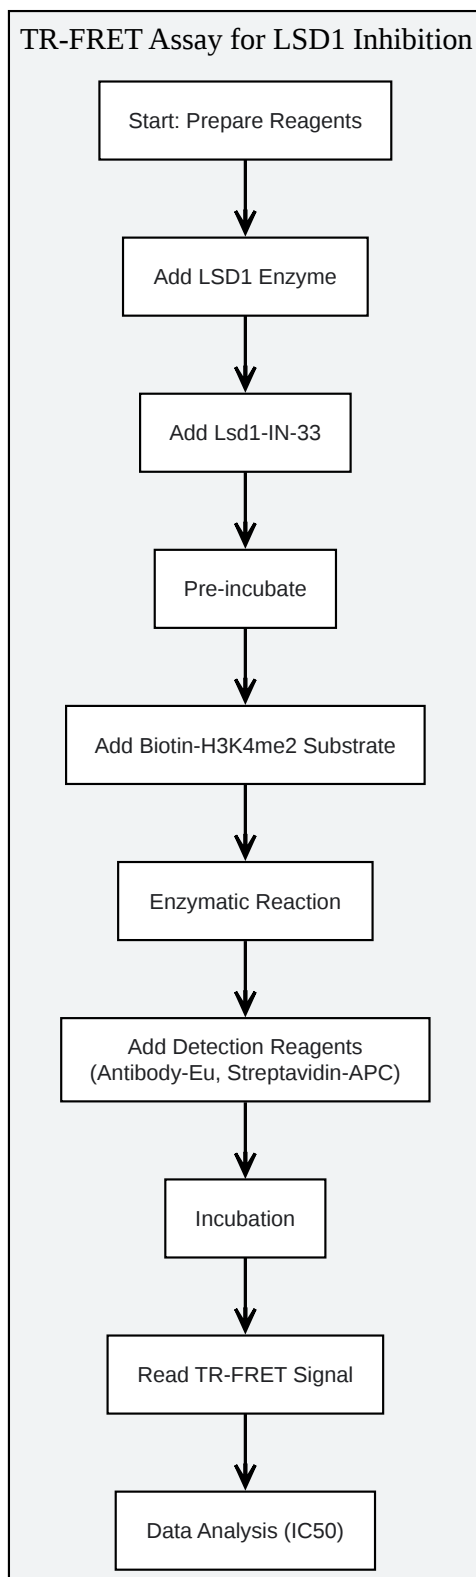 TR-FRET Assay for LSD1 Inhibition
Start: Prepare Reagents
Add LSD1 Enzyme
Add Lsd1-IN-33
Pre-incubate
Add Biotin-H3K4me2 Substrate
Enzymatic Reaction
Add Detection Reagents
(Antibody-Eu, Streptavidin-APC)
Incubation
Read TR-FRET Signal
Data Analysis (IC50)